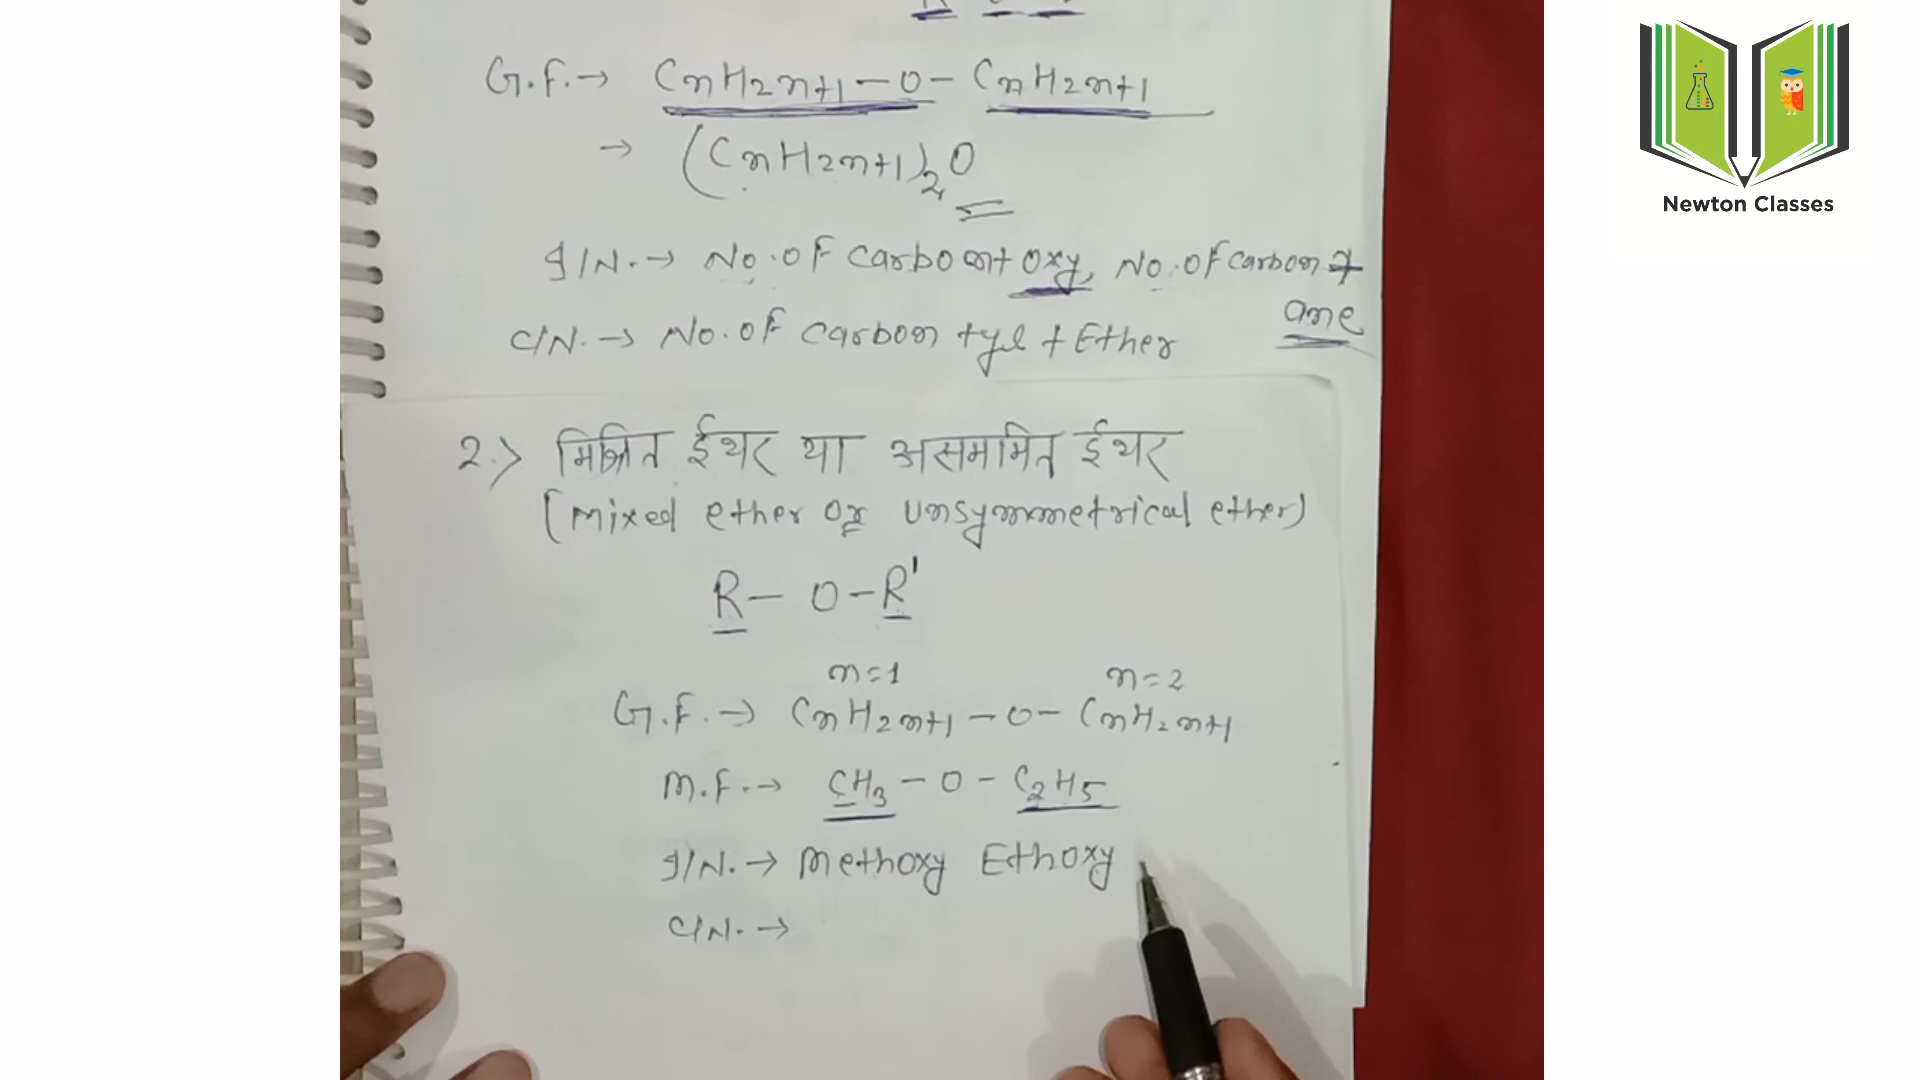 G.F. → CnH2n+1 — O — CnH2n+1
→ (CnH2n+1)2O
I/N. → No. of carbon + oxy, No. of carbon +
ane
C/N. → No. of carbon + yl + Ether
2.> मिश्रित ईथर या असममित ईथर
(Mixed ether or unsymmetrical ether)
R — O — R'
n=1 n=2
G.F. → CnH2n+1 — O — CnH2n+1
M.F. → CH3 — O — C2H5
I/N. → Methoxy Ethoxy
C/N. →
Newton Classes